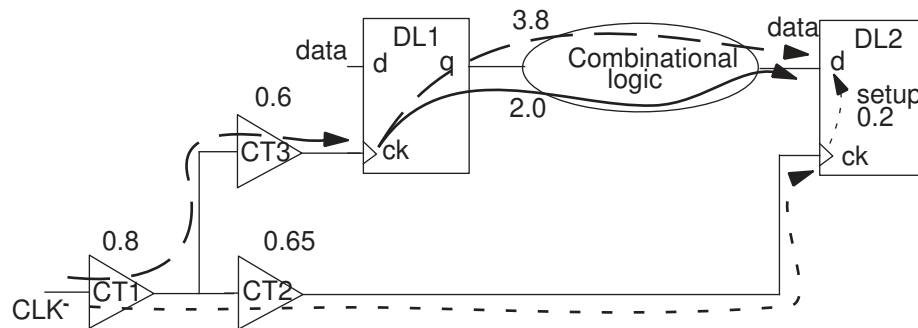 3.8
data
DL1
data
DL2
d
q
Combinational
logic
d
0.6
2.0
setup
0.2
CT3
ck
ck
0.8
0.65
CT1
CT2
CLK